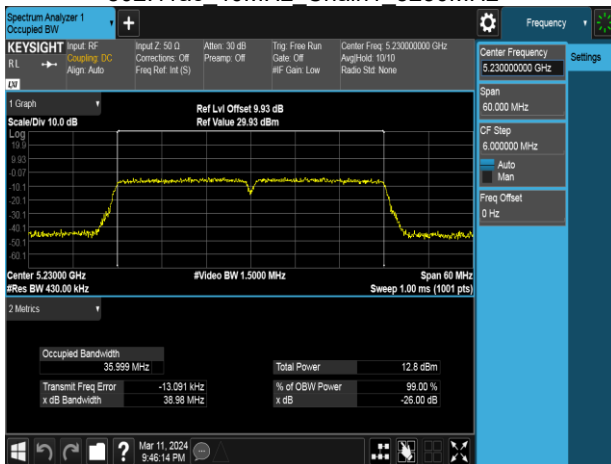 Spectrum Analyzer 1
Occupied BW
+
Frequency
KEYSIGHT
RL
Input: RF
Coupling: DC
Align: Auto
Input Z: 50 Ω
Corrections: Off
Freq Ref: Int (S)
Atten: 30 dB
Preamp: Off
Trig: Free Run
Gate: Off
#IF Gain: Low
Center Freq: 5.230000000 GHz
Avg|Hold: 10/10
Radio Std: None
LXI
Center Frequency
5.230000000 GHz
Settings
Span
60.000 MHz
CF Step
6.000000 MHz
Auto
Man
Freq Offset
0 Hz
1 Graph
Scale/Div 10.0 dB
Ref Lvl Offset 9.93 dB
Ref Value 29.93 dBm
Log
19.9
9.93
-0.07
-10.1
-20.1
-30.1
-40.1
-50.1
-60.1
Center 5.23000 GHz
#Res BW 430.00 kHz
#Video BW 1.5000 MHz
Span 60 MHz
Sweep 1.00 ms (1001 pts)
2 Metrics
Occupied Bandwidth
35.999 MHz
Total Power 12.8 dBm
Transmit Freq Error -13.091 kHz
% of OBW Power 99.00 %
x dB Bandwidth 38.98 MHz
x dB -26.00 dB
?
Mar 11, 2024
9:46:14 PM